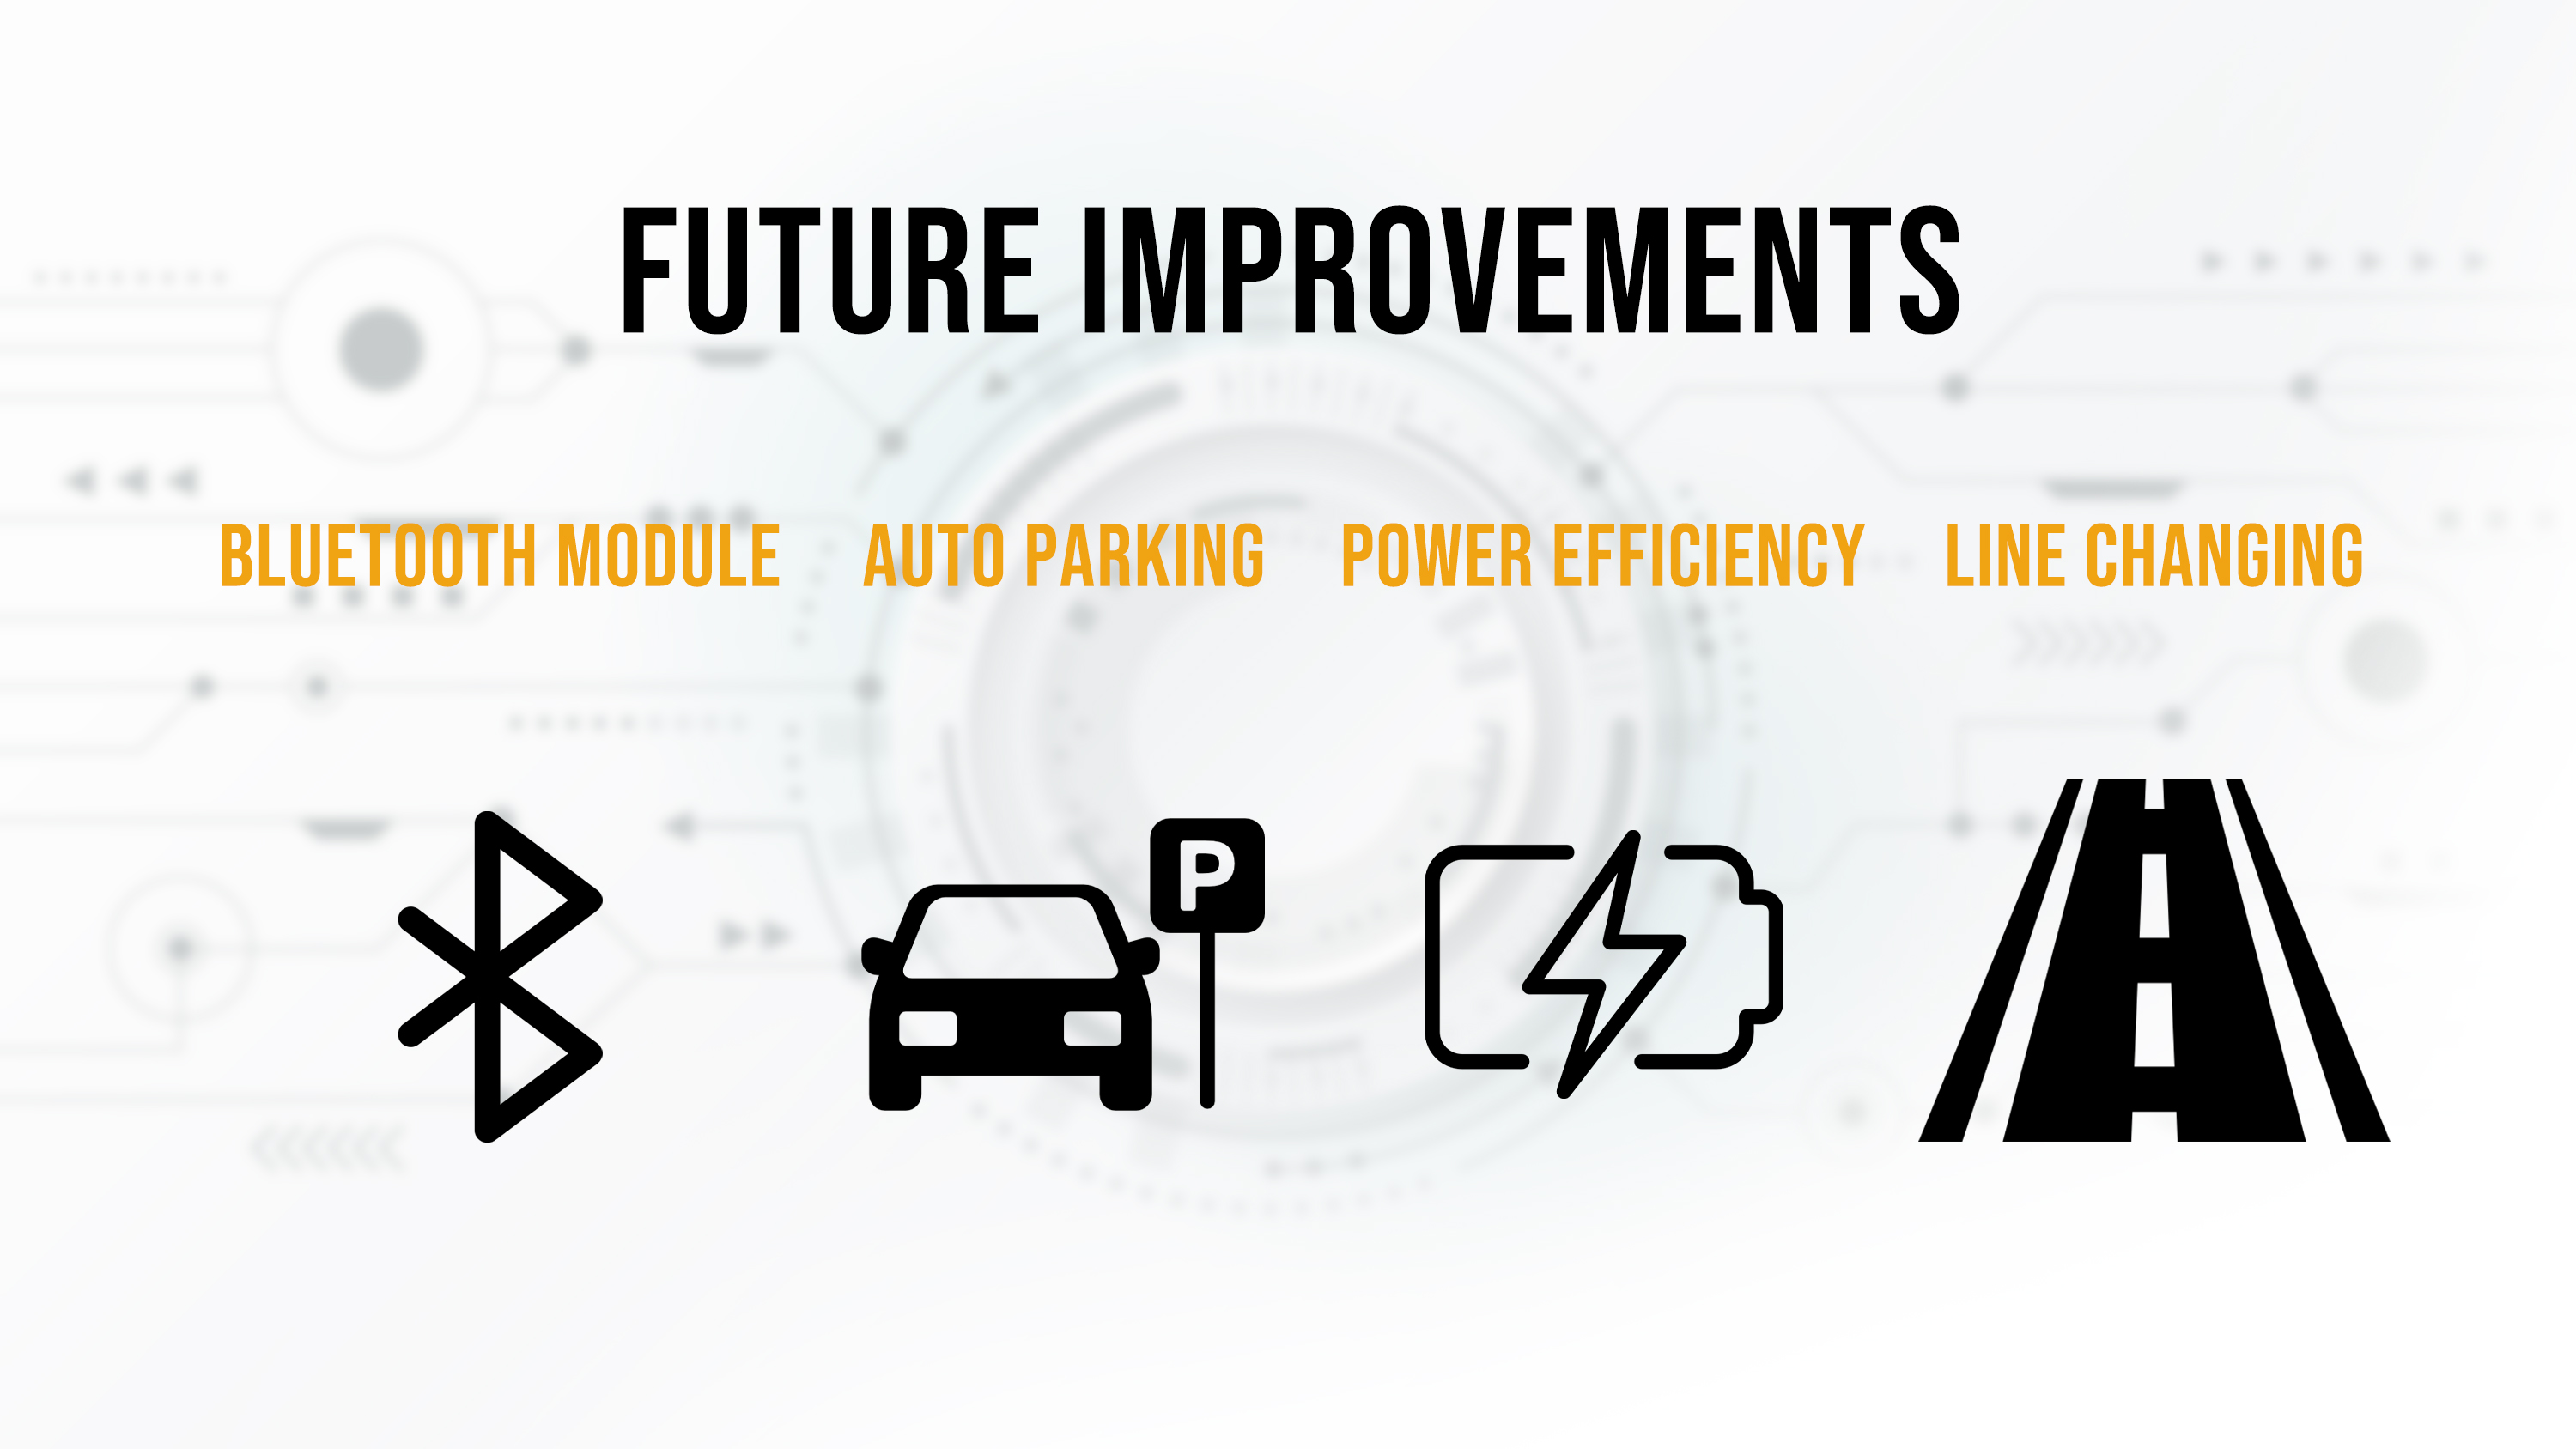 FUTURE IMPROVEMENTS
BLUETOOTH MODULE
AUTO PARKING
POWER EFFICIENCY
LINE CHANGING
P